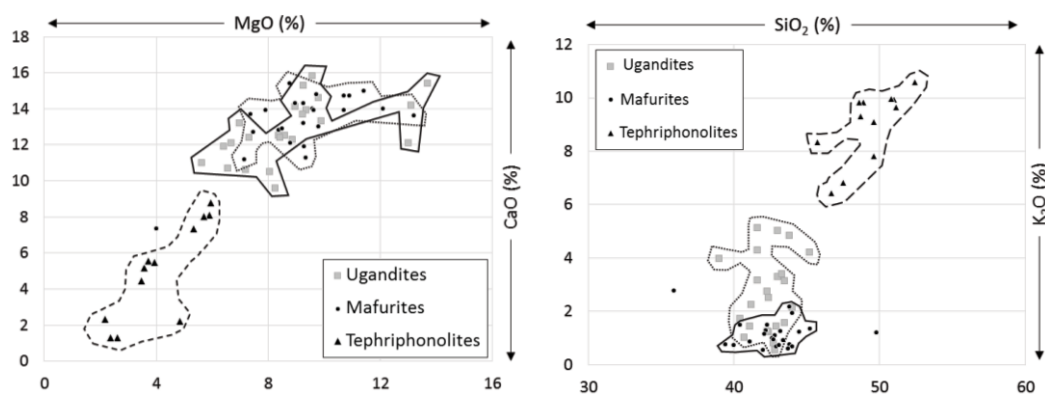 MgO (%)
18
16
14
12
10
8
6
4
2
0
0 4 8 12 16
CaO (%)
Ugandites
Mafurites
Tephriphonolites
SiO2 (%)
12
10
8
6
4
2
0
30 40 50 60
K2O (%)
Ugandites
Mafurites
Tephriphonolites